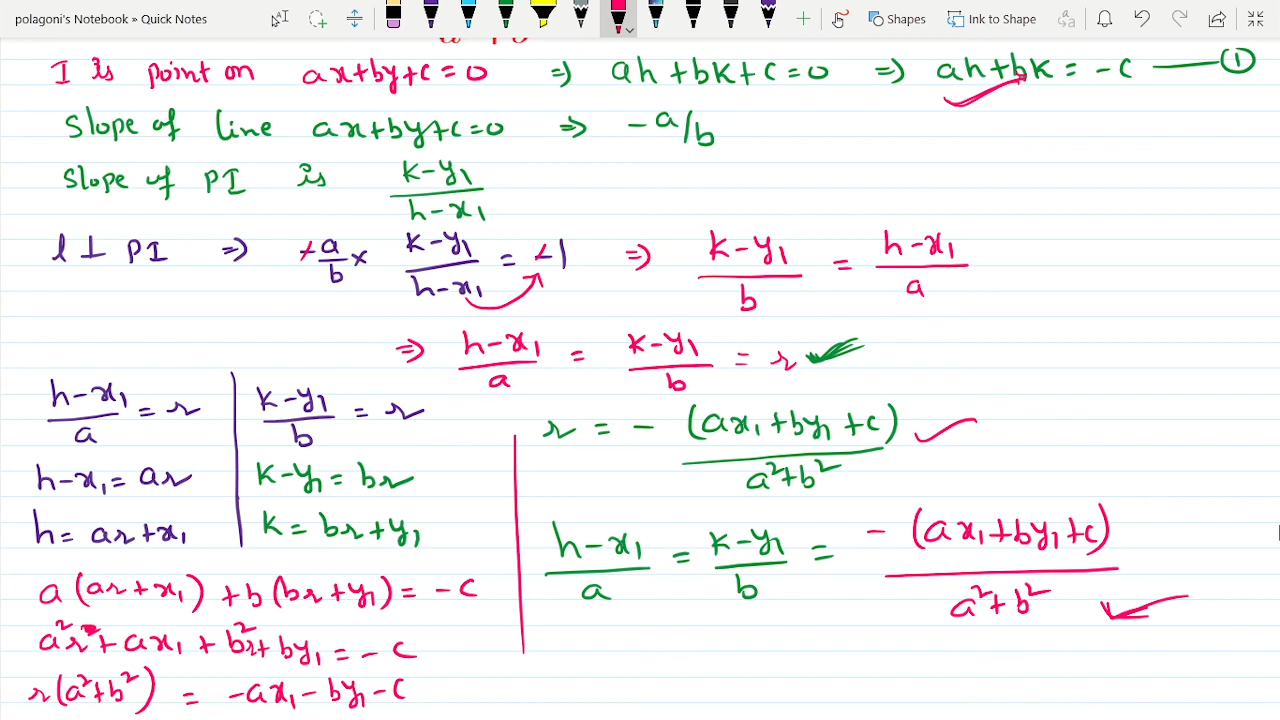 polagoni's Notebook » Quick Notes
Shapes
Ink to Shape
I is point on ax+by+c=0 ⇒ ah+bk+c=0 ⇒ ah+bk = -c —— ①
Slope of line ax+by+c=0 ⇒ -a/b
Slope of PI is (k-y₁)/(h-x₁)
l ⊥ PI ⇒ -a/b × (k-y₁)/(h-x₁) = -1 ⇒ (k-y₁)/b = (h-x₁)/a
⇒ (h-x₁)/a = (k-y₁)/b = r
(h-x₁)/a = r
h-x₁ = ar
h = ar+x₁
(k-y₁)/b = r
k-y₁ = br
k = br+y₁
a(ar+x₁) + b(br+y₁) = -c
a²r + ax₁ + b²r + by₁ = -c
r(a²+b²) = -ax₁-by₁-c
r = -(ax₁+by₁+c)/(a²+b²)
(h-x₁)/a = (k-y₁)/b = -(ax₁+by₁+c)/(a²+b²)